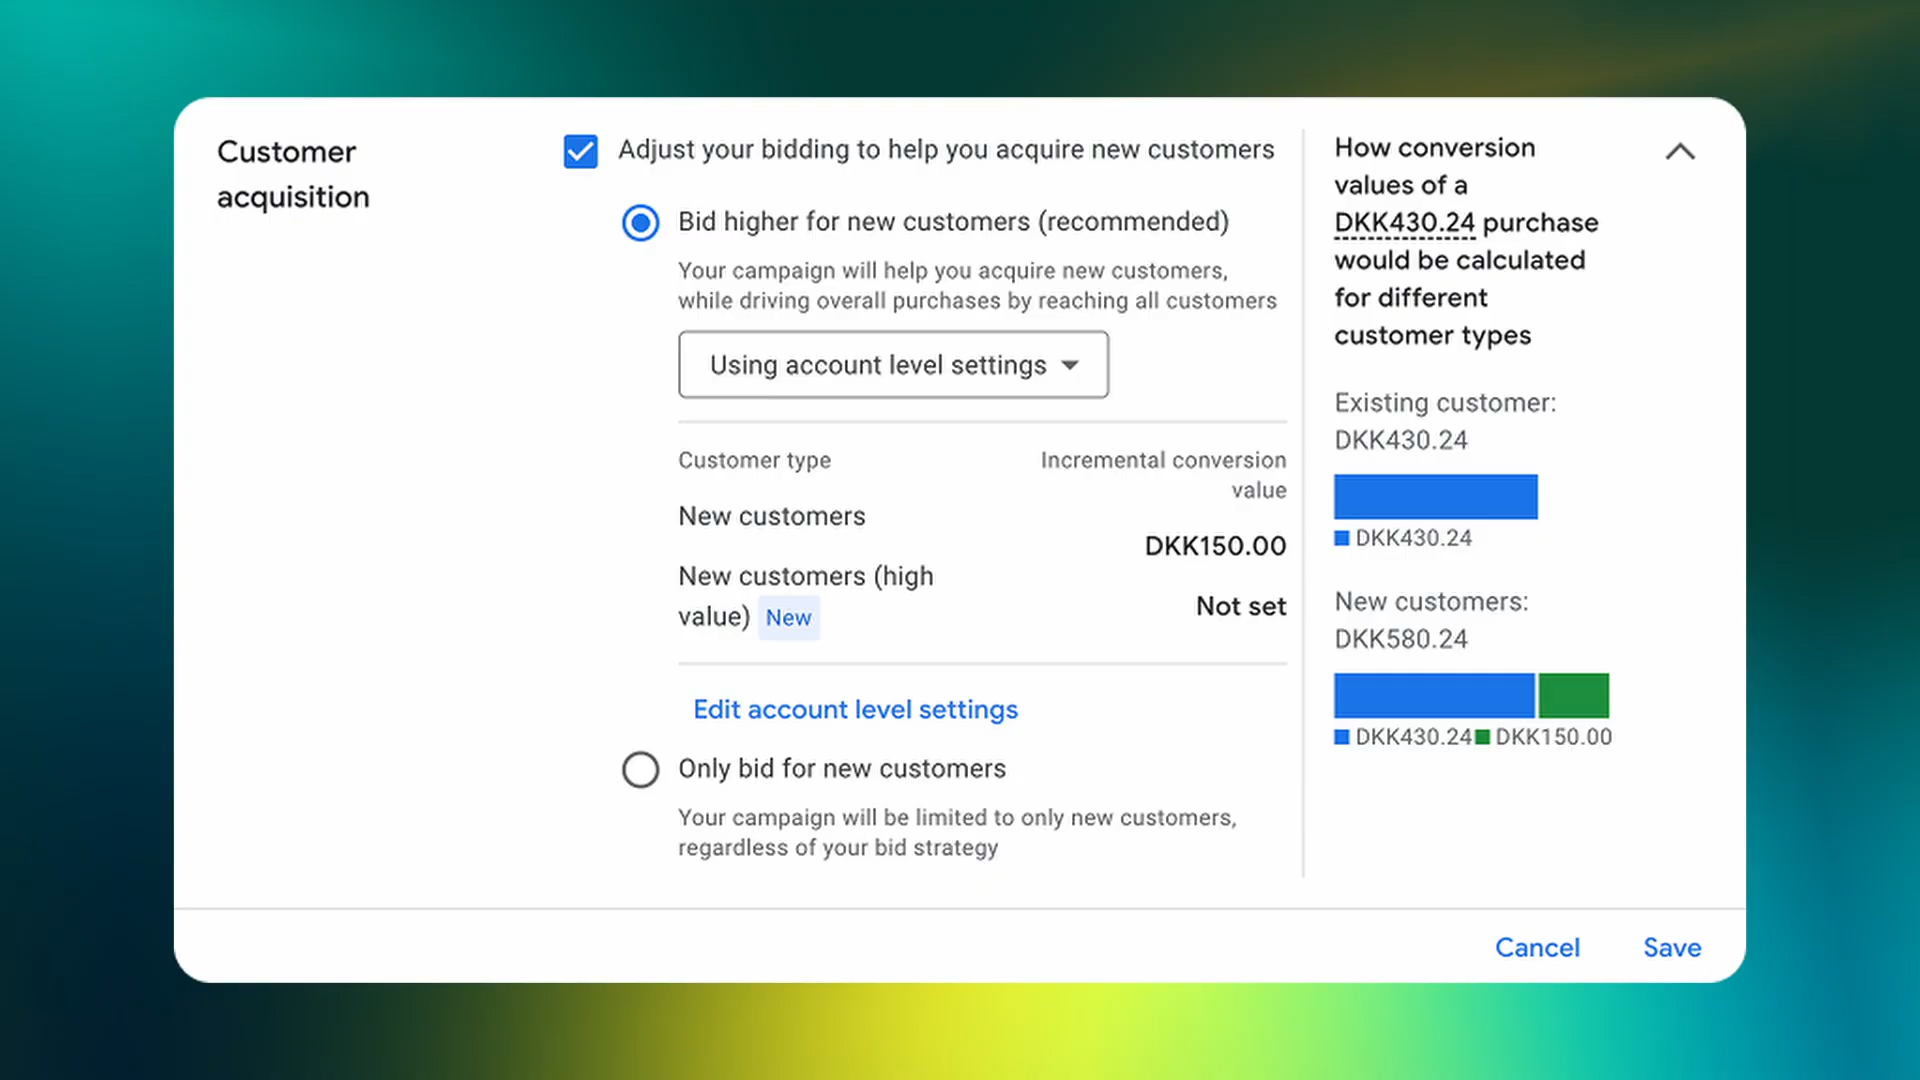 Customer
acquisition
Adjust your bidding to help you acquire new customers
Bid higher for new customers (recommended)
Your campaign will help you acquire new customers,
while driving overall purchases by reaching all customers
Using account level settings
Customer type
Incremental conversion
value
New customers
DKK150.00
New customers (high
value) New
Not set
Edit account level settings
Only bid for new customers
Your campaign will be limited to only new customers,
regardless of your bid strategy
How conversion
values of a
DKK430.24 purchase
would be calculated
for different
customer types
Existing customer:
DKK430.24
DKK430.24
New customers:
DKK580.24
DKK430.24 DKK150.00
Cancel Save